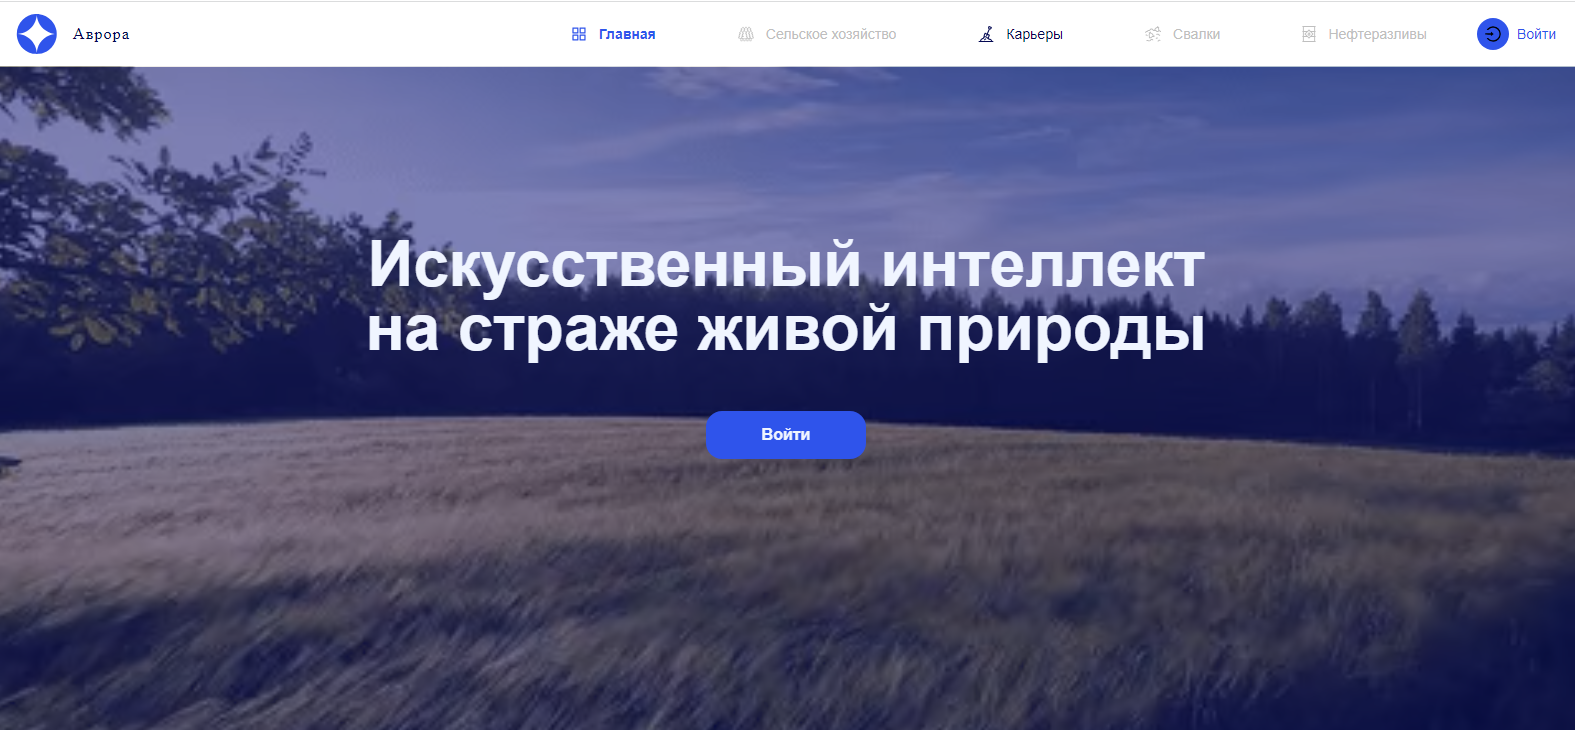 Аврора
Главная
Сельское хозяйство
Карьеры
Свалки
Нефтеразливы
Войти
Искусственный интеллект
на страже живой природы
Войти